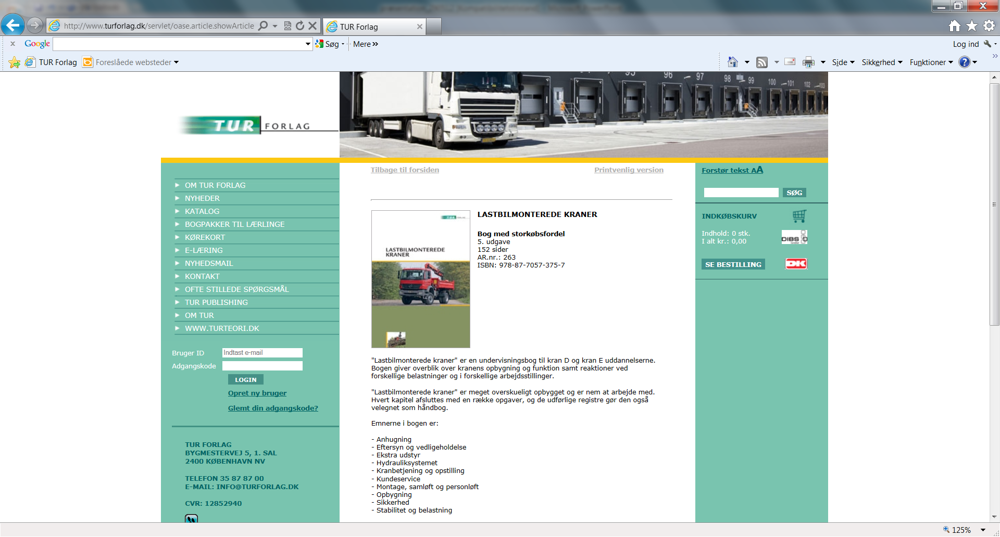 http://www.turforlag.dk/servlet/oase.article.showArticle
TUR Forlag
x Google
Søg
Mere
Log ind
TUR Forlag
Foreslåede websteder
Side
Sikkerhed
Funktioner
TUR FORLAG
96
97
98
99
100
101
102
103
OM TUR FORLAG
NYHEDER
KATALOG
BOGPAKKER TIL LÆRLINGE
KØREKORT
E-LÆRING
NYHEDSMAIL
KONTAKT
OFTE STILLEDE SPØRGSMÅL
TUR PUBLISHING
OM TUR
WWW.TURTEORI.DK
Bruger ID
Indtast e-mail
Adgangskode
LOGIN
Opret ny bruger
Glemt din adgangskode?
TUR FORLAG
BYGMESTERVEJ 5, 1. SAL
2400 KØBENHAVN NV
TELEFON 35 87 87 00
E-MAIL: INFO@TURFORLAG.DK
CVR: 12852940
Tilbage til forsiden
Printvenlig version
LASTBILMONTEREDE
KRANER
LASTBILMONTEREDE KRANER
Bog med storkøbsfordel
5. udgave
152 sider
AR.nr.: 263
ISBN: 978-87-7057-375-7
"Lastbilmonterede kraner" er en undervisningsbog til kran D og kran E uddannelserne.
Bogen giver overblik over kranens opbygning og funktion samt reaktioner ved
forskellige belastninger og i forskellige arbejdsstillinger.
"Lastbilmonterede kraner" er meget overskueligt opbygget og er nem at arbejde med.
Hvert kapitel afsluttes med en række opgaver, og de udførlige registre gør den også
velegnet som håndbog.
Emnerne i bogen er:
- Anhugning
- Eftersyn og vedligeholdelse
- Ekstra udstyr
- Hydrauliksystemet
- Kranbetjening og opstilling
- Kundeservice
- Montage, samløft og personløft
- Opbygning
- Sikkerhed
- Stabilitet og belastning
Forstør tekst AA
SØG
INDKØBSKURV
Indhold: 0 stk.
I alt kr.: 0,00
DIBS
SE BESTILLING
DK
125%